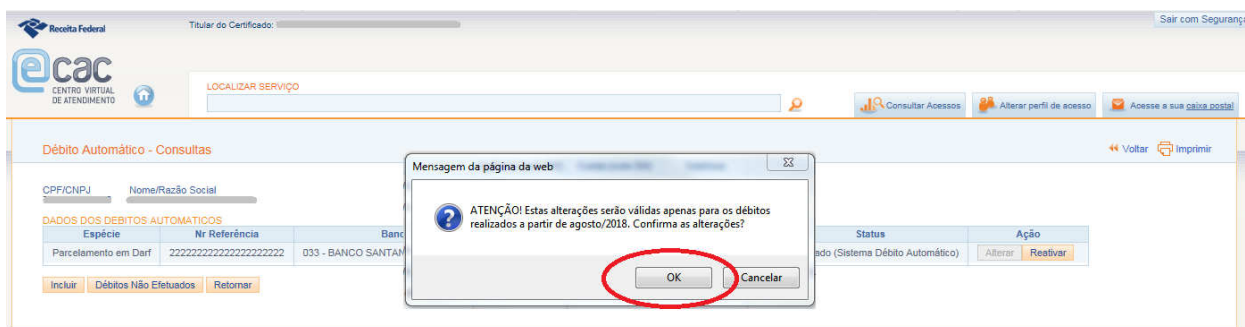 Receita Federal
Titular do Certificado:
Sair com Segurança
ecac
CENTRO VIRTUAL
DE ATENDIMENTO
LOCALIZAR SERVIÇO
Consultar Acessos
Alterar perfil de acesso
Acesse a sua caixa postal
Débito Automático - Consultas
Voltar
Imprimir
Mensagem da página da web
CPF/CNPJ Nome/Razão Social
ATENÇÃO! Estas alterações serão válidas apenas para os débitos
realizados a partir de agosto/2018. Confirma as alterações?
OK Cancelar
DADOS DOS DEBITOS AUTOMATICOS
Espécie Nr Referência Banc Status Ação
Parcelamento em Darf 2222222222222222222222 033 - BANCO SANTAN ado (Sistema Débito Automático) Alterar Reativar
Incluir Débitos Não Efetuados Retornar